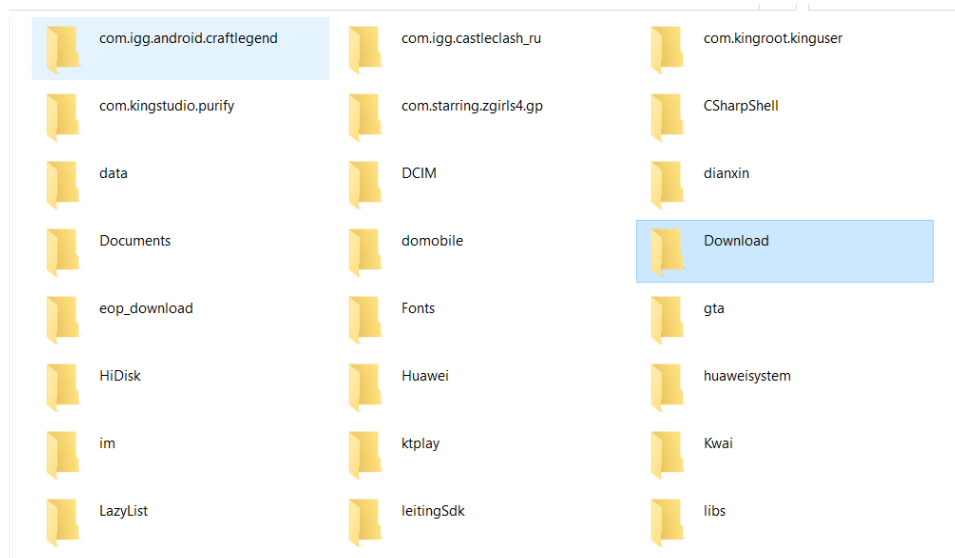 com.igg.android.craftlegend
com.igg.castleclash_ru
com.kingroot.kinguser
com.kingstudio.purify
com.starring.zgirls4.gp
CSharpShell
data
DCIM
dianxin
Documents
domobile
Download
eop_download
Fonts
gta
HiDisk
Huawei
huaweisystem
im
ktplay
Kwai
LazyList
leitingSdk
libs